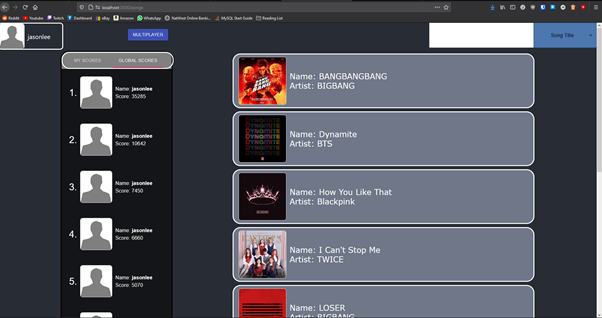 localhost:3000/songs
Reddit
Youtube
Twitch
Dashboard
eBay
Amazon
WhatsApp
NatWest Online Banki...
MySQL Start Guide
Reading List
jasonlee
MULTIPLAYER
Song Title
MY SCORES
GLOBAL SCORES
1.
Name: jasonlee
Score: 35285
2.
Name: jasonlee
Score: 10642
3.
Name: jasonlee
Score: 7450
4.
Name: jasonlee
Score: 6660
5.
Name: jasonlee
Score: 5070
Name: BANGBANGBANG
Artist: BIGBANG
DYNAMITE
Name: Dynamite
Artist: BTS
Name: How You Like That
Artist: Blackpink
Name: I Can't Stop Me
Artist: TWICE
Name: LOSER
Artist: BIGBANG